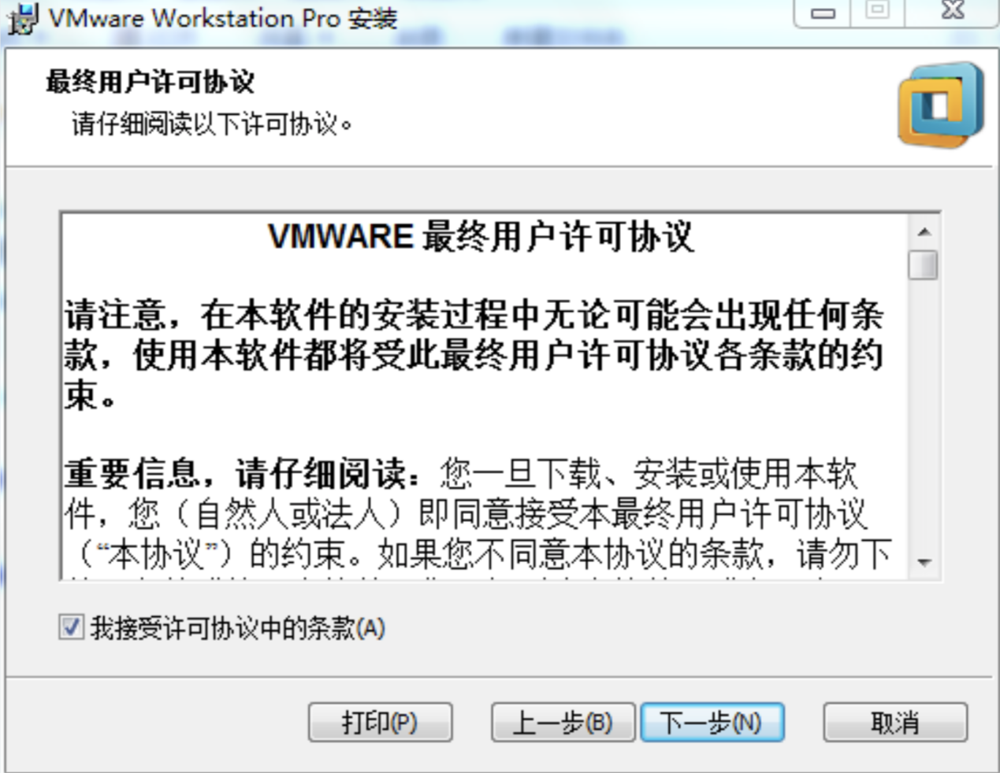 VMware Workstation Pro 安装
最终用户许可协议
请仔细阅读以下许可协议。
VMWARE 最终用户许可协议
请注意，在本软件的安装过程中无论可能会出现任何条
款，使用本软件都将受此最终用户许可协议各条款的约
束。
重要信息，请仔细阅读：您一旦下载、安装或使用本软
件，您（自然人或法人）即同意接受本最终用户许可协议
（“本协议”）的约束。如果您不同意本协议的条款，请勿下
我接受许可协议中的条款(A)
打印(P)
上一步(B)
下一步(N)
取消